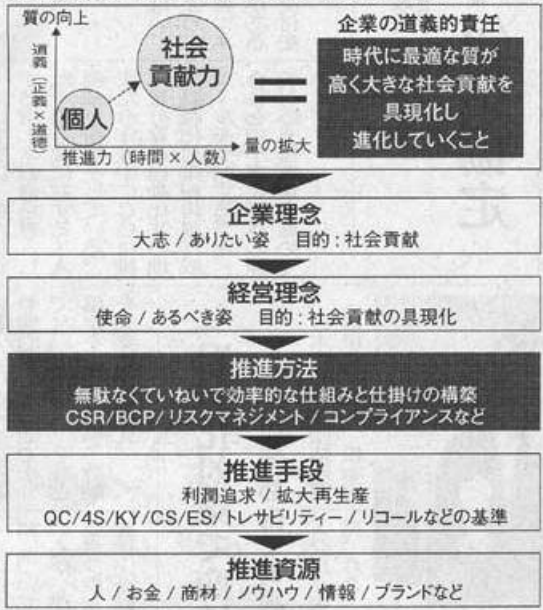 質の向上
道義（正義×道徳）
社会
貢献力
個人
量の拡大
推進力（時間×人数）
企業の道義的責任
時代に最適な質が
高く大きな社会貢献を
具現化し
進化していくこと
企業理念
大志 / ありたい姿　目的 : 社会貢献
経営理念
使命 / あるべき姿　目的 : 社会貢献の具現化
推進方法
無駄なくていねいで効率的な仕組みと仕掛けの構築
CSR/BCP/ リスクマネジメント / コンプライアンスなど
推進手段
利潤追求 / 拡大再生産
QC/4S/KY/CS/ES/トレサビリティー / リコールなどの基準
推進資源
人 / お金 / 商材 / ノウハウ / 情報 / ブランドなど